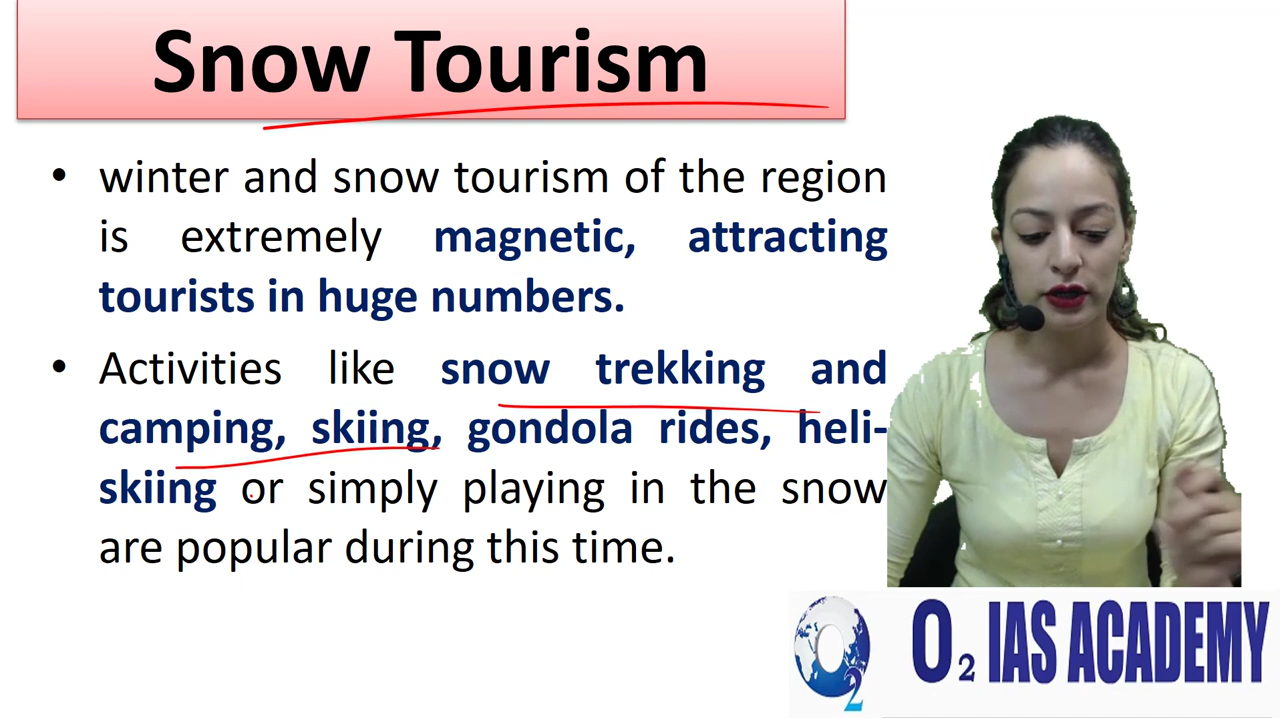 Snow Tourism
• winter and snow tourism of the region
is extremely magnetic, attracting
tourists in huge numbers.
• Activities like snow trekking and
camping, skiing, gondola rides, heli-
skiing or simply playing in the snow
are popular during this time.
O2
O2 IAS ACADEMY